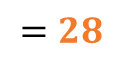 = 28